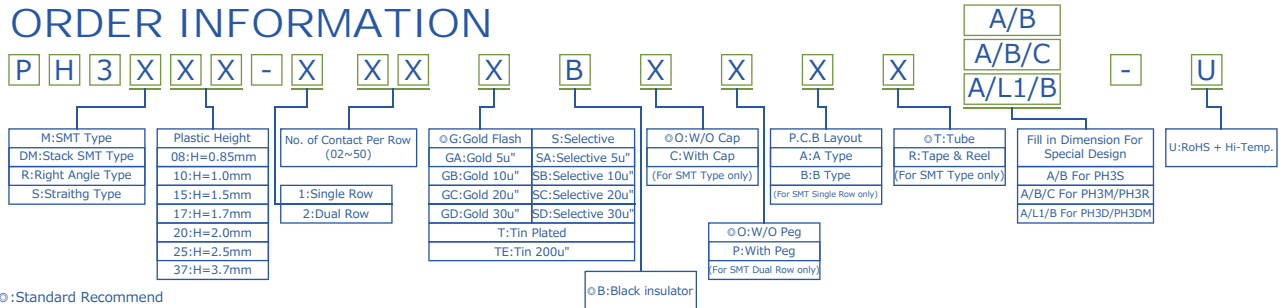 ORDER INFORMATION
A/B
A/B/C
A/L1/B
P H 3 X X X - X X X X B X X X X - U
M:SMT Type
DM:Stack SMT Type
R:Right Angle Type
S:Straithg Type
Plastic Height
08:H=0.85mm
10:H=1.0mm
15:H=1.5mm
17:H=1.7mm
20:H=2.0mm
25:H=2.5mm
37:H=3.7mm
No. of Contact Per Row
(02~50)
1:Single Row
2:Dual Row
◎G:Gold Flash S:Selective
GA:Gold 5u" SA:Selective 5u"
GB:Gold 10u" SB:Selective 10u"
GC:Gold 20u" SC:Selective 20u"
GD:Gold 30u" SD:Selective 30u"
T:Tin Plated
TE:Tin 200u"
◎B:Black insulator
◎O:W/O Cap
C:With Cap
(For SMT Type only)
◎O:W/O Peg
P:With Peg
(For SMT Dual Row only)
P.C.B Layout
A:A Type
B:B Type
(For SMT Single Row only)
◎T:Tube
R:Tape & Reel
(For SMT Type only)
Fill in Dimension For
Special Design
A/B For PH3S
A/B/C For PH3M/PH3R
A/L1/B For PH3D/PH3DM
U:RoHS + Hi-Temp.
◎:Standard Recommend